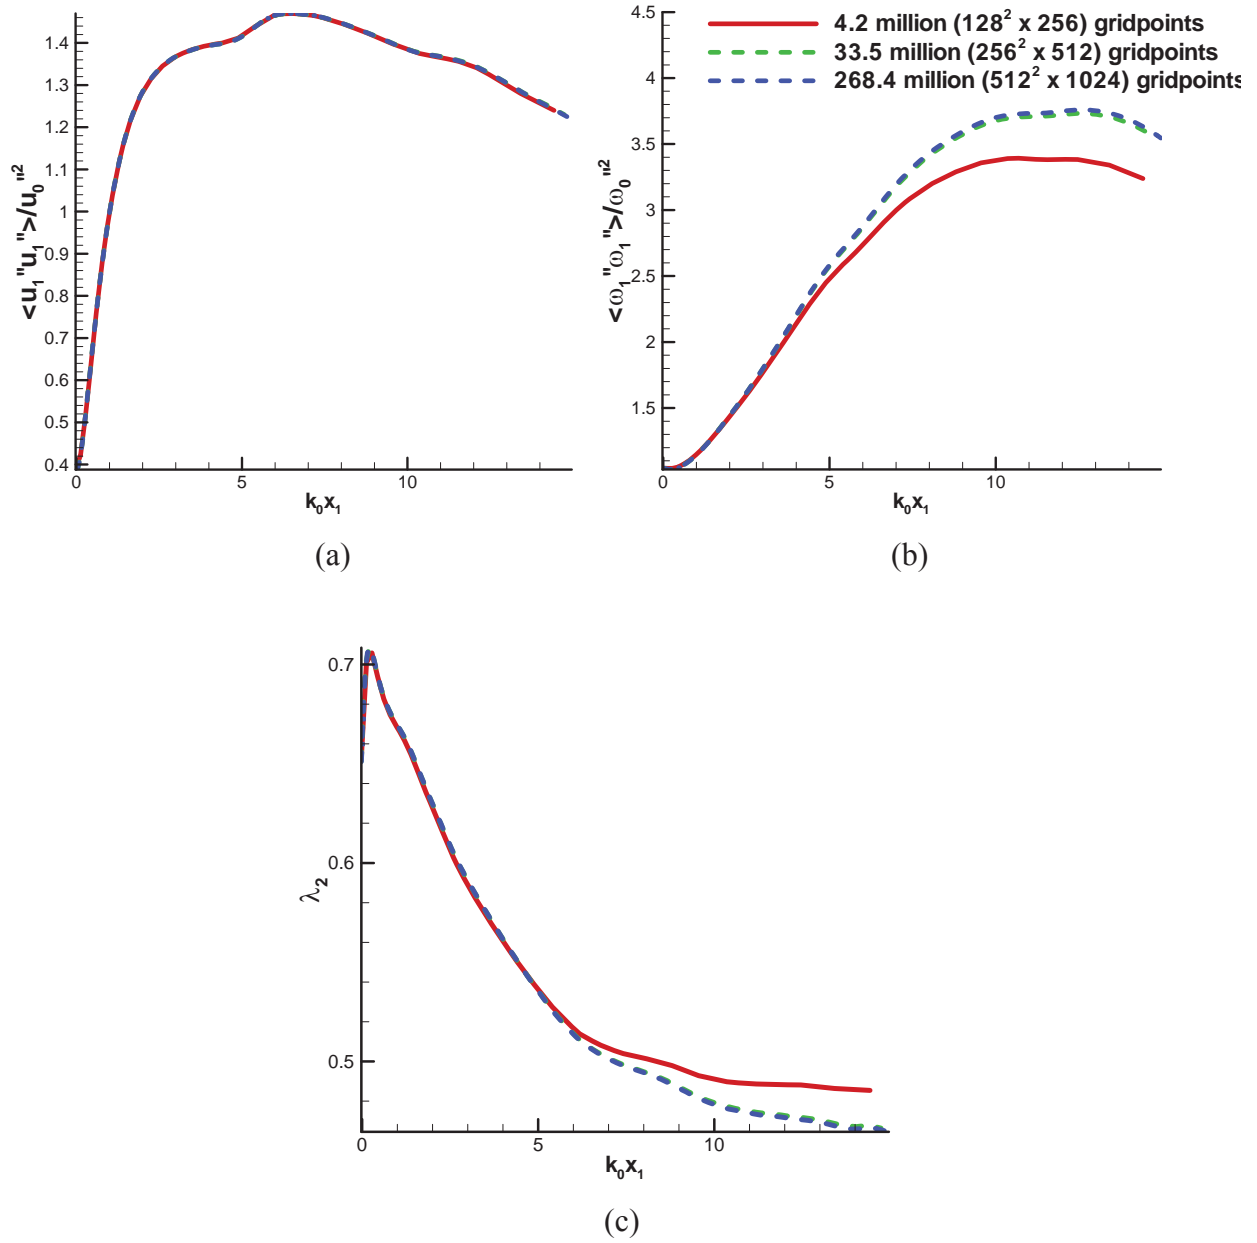 4.2 million (128² x 256) gridpoints
33.5 million (256² x 512) gridpoints
268.4 million (512² x 1024) gridpoints
<u₁"u₁">/u₀"²
1.4
1.3
1.2
1.1
1
0.9
0.8
0.7
0.6
0.5
0.4
0
5
10
k₀x₁
(a)
<ω₁"ω₁">/ω₀"²
4.5
4
3.5
3
2.5
2
1.5
0
5
10
k₀x₁
(b)
λ₂
0.7
0.6
0.5
0
5
10
k₀x₁
(c)